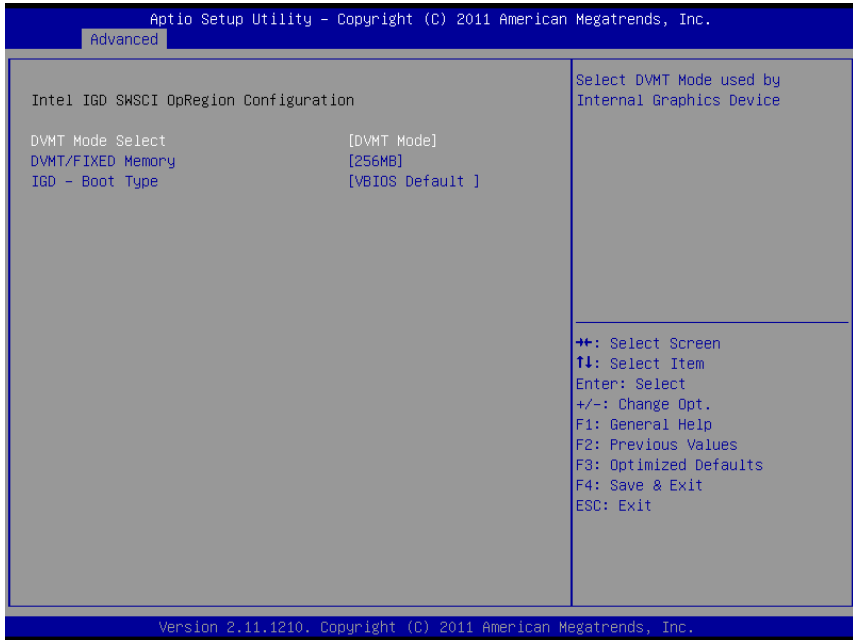 Aptio Setup Utility – Copyright (C) 2011 American Megatrends, Inc.
Advanced
Intel IGD SWSCI OpRegion Configuration
DVMT Mode Select [DVMT Mode]
DVMT/FIXED Memory [256MB]
IGD – Boot Type [VBIOS Default ]
Select DVMT Mode used by
Internal Graphics Device
→←: Select Screen
↑↓: Select Item
Enter: Select
+/-: Change Opt.
F1: General Help
F2: Previous Values
F3: Optimized Defaults
F4: Save & Exit
ESC: Exit
Version 2.11.1210. Copyright (C) 2011 American Megatrends, Inc.